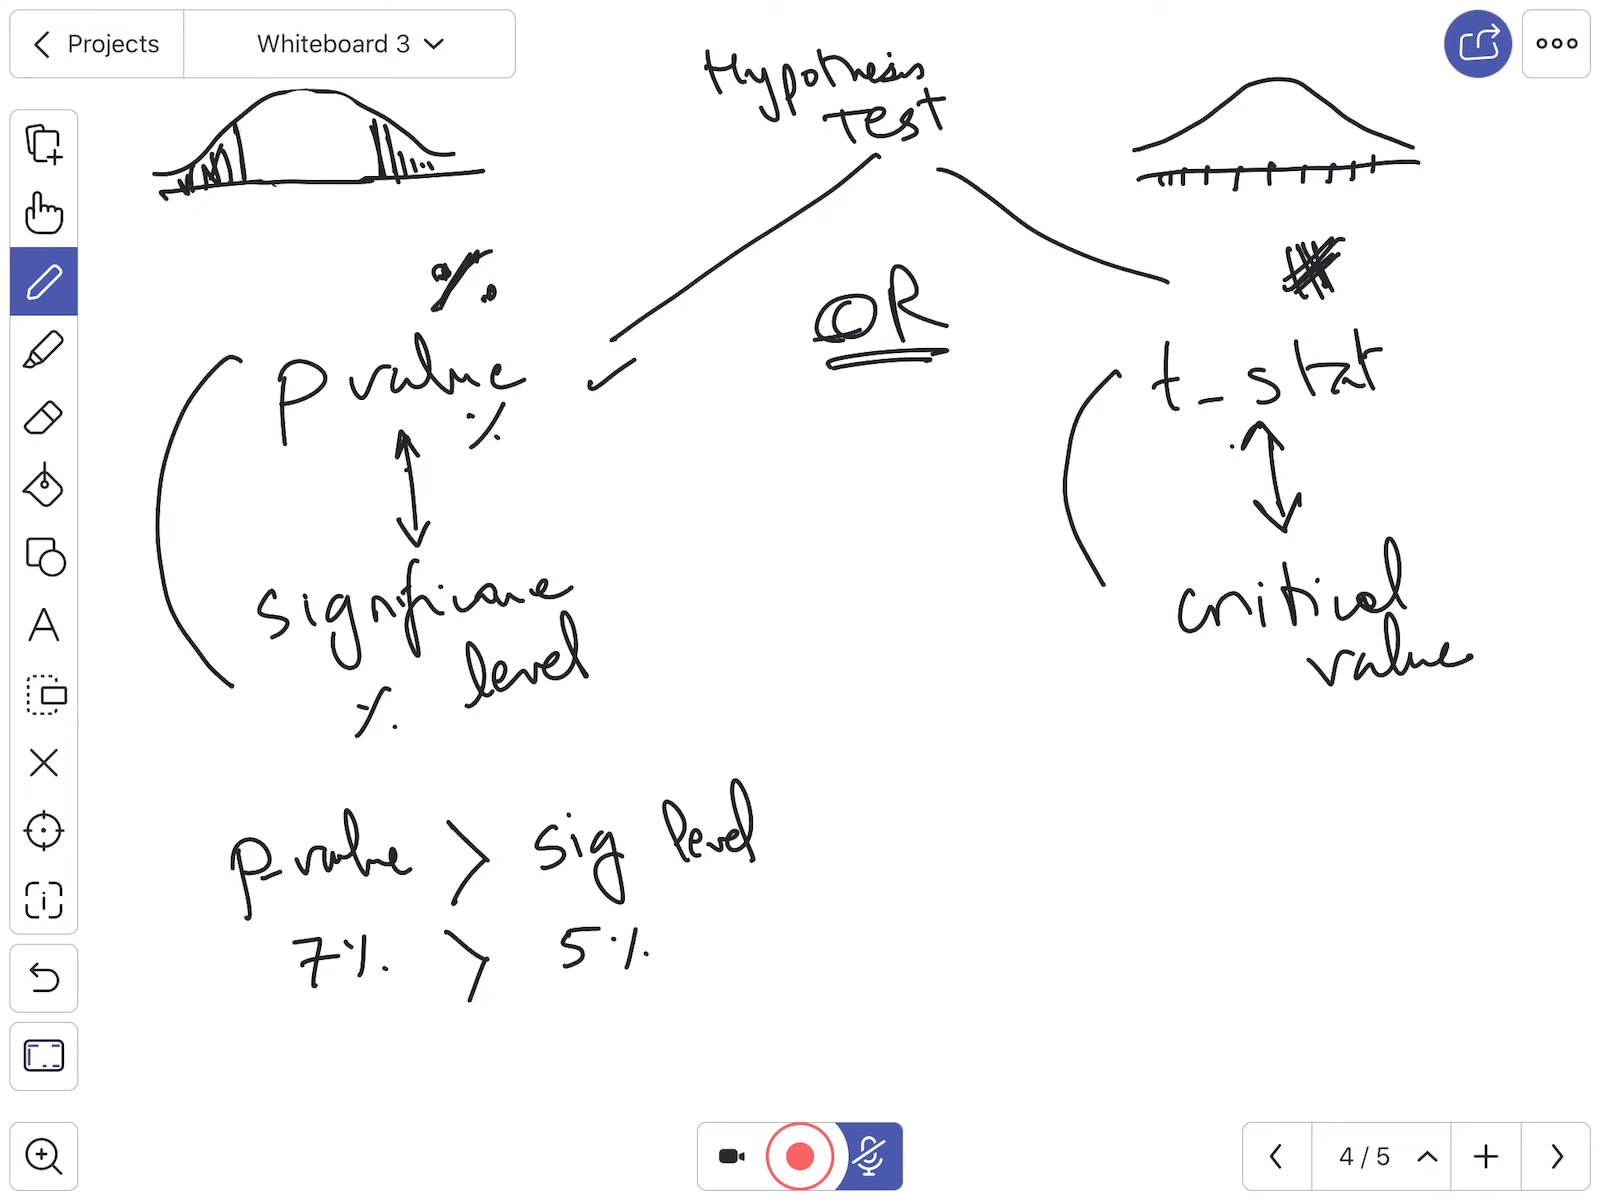 Projects
Whiteboard 3
Hypothesis
Test
OR
%
#
p value
%
t_stat
significance
level
%
critical
value
p-value > sig level
7% > 5%
4 / 5